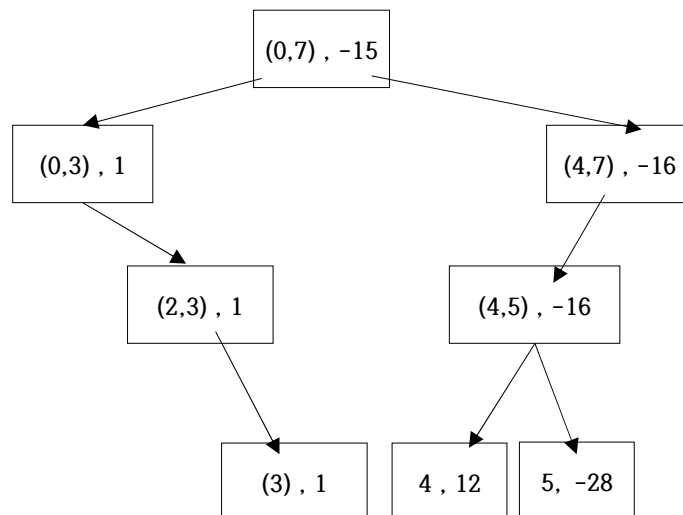 (0,7) , -15
(0,3) , 1
(4,7) , -16
(2,3) , 1
(4,5) , -16
(3) , 1
4 , 12
5, -28